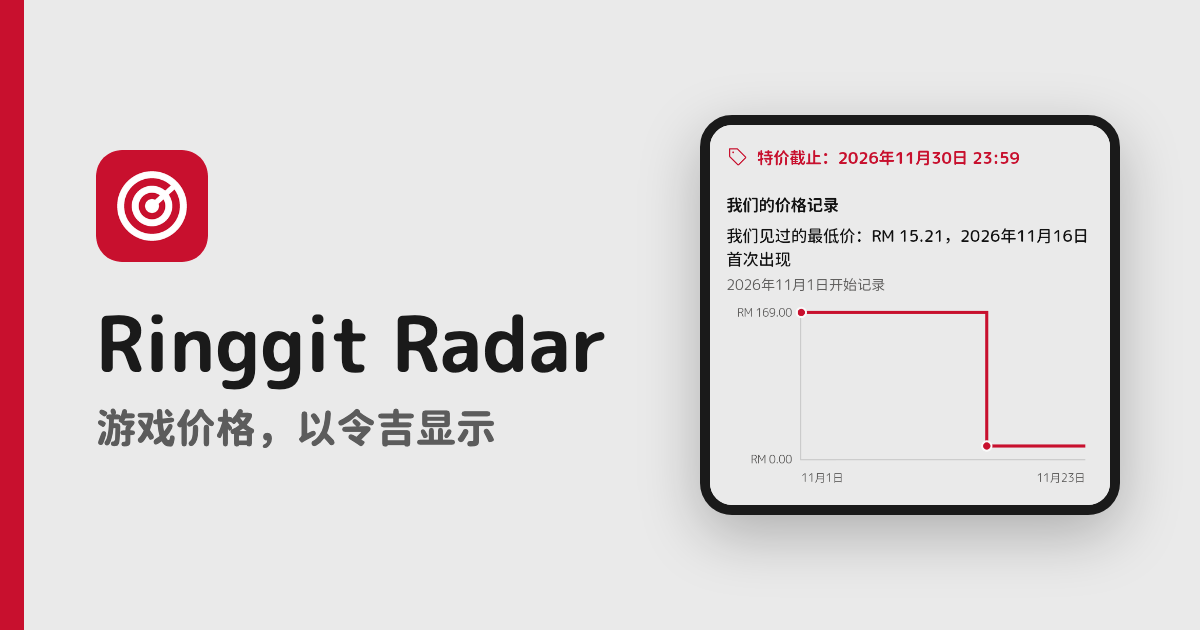 Ringgit Radar
游戏价格，以令吉显示
特价截止：2026年11月30日 23:59
我们的价格记录
我们见过的最低价：RM 15.21，2026年11月16日
首次出现
2026年11月1日开始记录
RM 169.00
RM 0.00
11月1日
11月23日